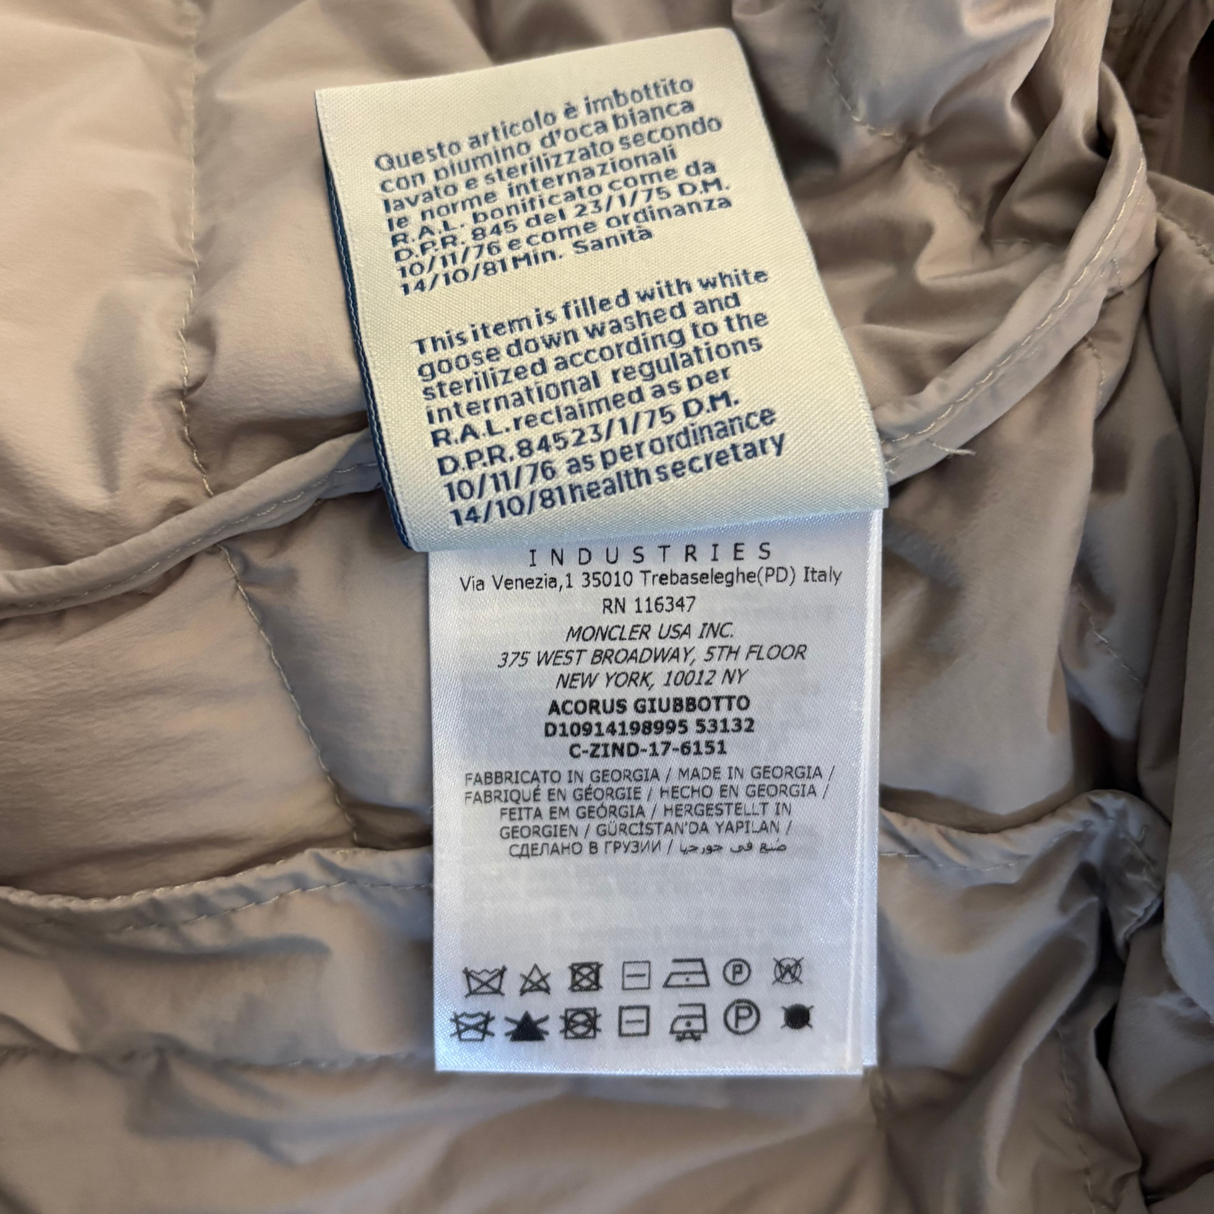 Questo articolo è imbottito
con piumino d'oca bianca
lavato e sterilizzato secondo
le norme internazionali
R.A.L. bonificato come da
D.P.R. 845 del 23/1/75 D.M.
10/11/76 e come ordinanza
14/10/81 Min. Sanità
This item is filled with white
goose down washed and
sterilized according to the
international regulations
R.A.L. reclaimed as per
D.P.R. 845 23/1/75 D.M.
10/11/76 as per ordinance
14/10/81 health secretary
INDUSTRIES
Via Venezia,1 35010 Trebaseleghe(PD) Italy
RN 116347
MONCLER USA INC.
375 WEST BROADWAY, 5TH FLOOR
NEW YORK, 10012 NY
ACORUS GIUBBOTTO
D10914198995 53132
C-ZIND-17-6151
FABBRICATO IN GEORGIA / MADE IN GEORGIA /
FABRIQUÉ EN GÉORGIE / HECHO EN GEORGIA /
FEITA EM GEÓRGIA / HERGESTELLT IN
GEORGIEN / GÜRCİSTAN'DA YAPILAN /
СДЕЛАНО В ГРУЗИИ / صنع في جورجيا
P W
P